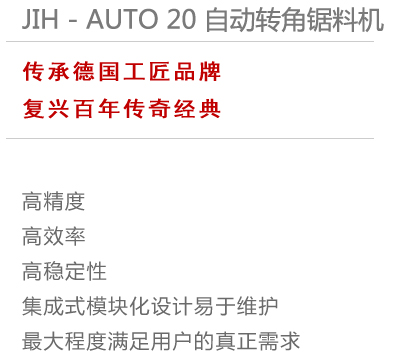 JIH - AUTO 20 自动转角锯料机
传承德国工匠品牌
复兴百年传奇经典
高精度
高效率
高稳定性
集成式模块化设计易于维护
最大程度满足用户的真正需求